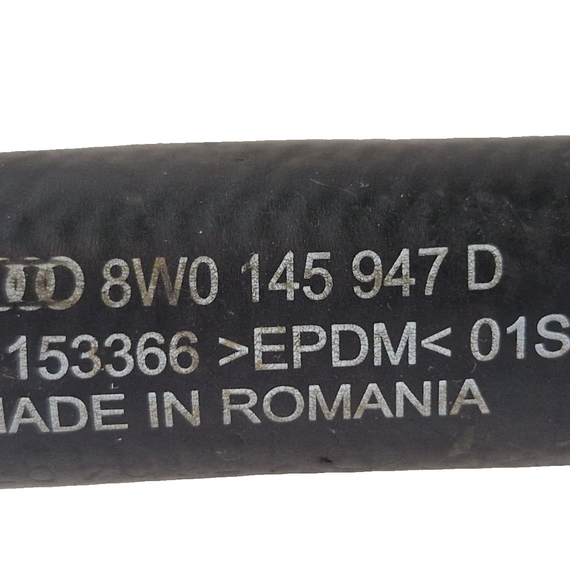 8W0 145 947 D
153366 >EPDM< 01S
MADE IN ROMANIA